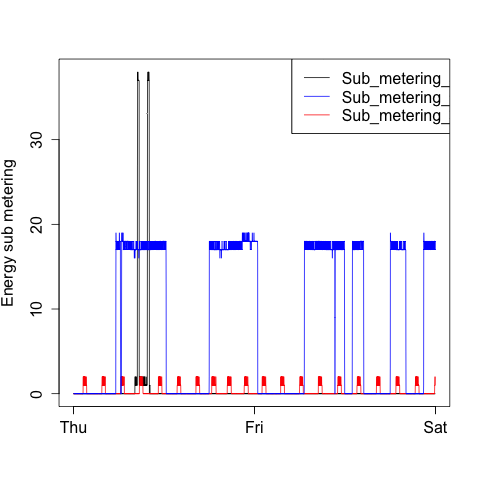 Sub_metering_
Sub_metering_
Sub_metering_
Energy sub metering
30
20
10
0
Thu Fri Sat